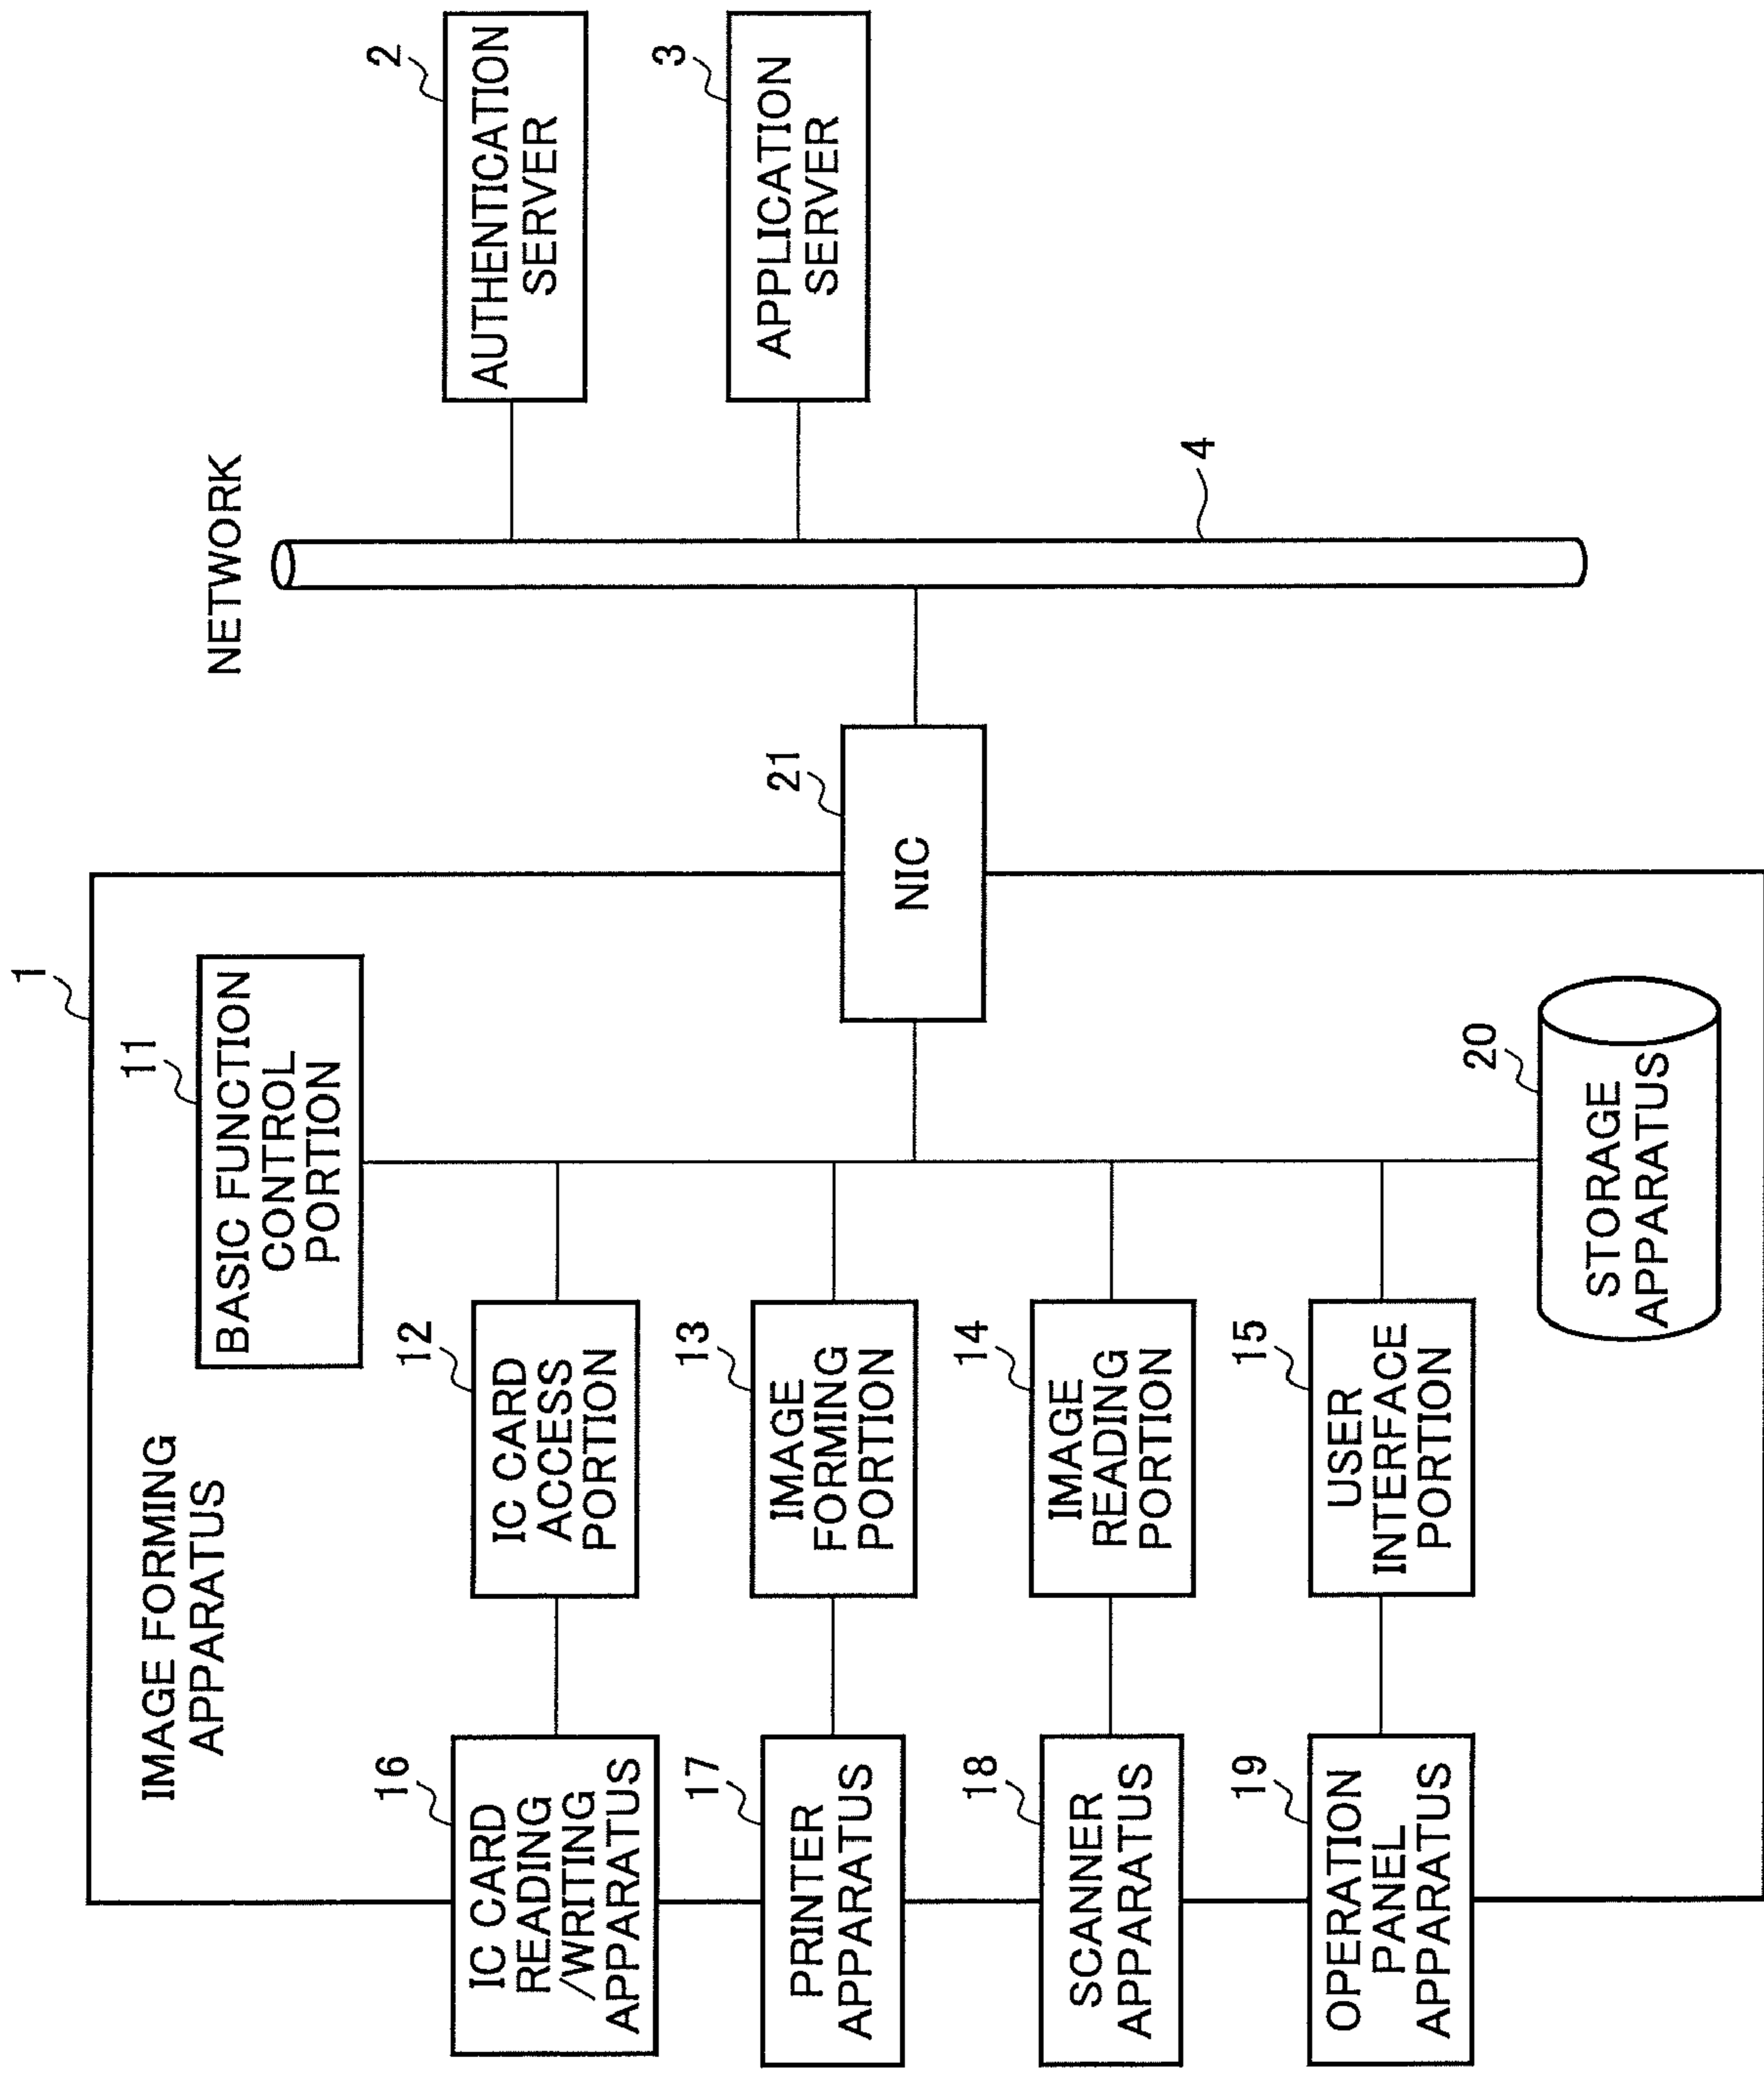 1
IMAGE FORMING
APPARATUS
11
BASIC FUNCTION
CONTROL
PORTION
16
IC CARD
READING
/WRITING
APPARATUS
12
IC CARD
ACCESS
PORTION
17
PRINTER
APPARATUS
13
IMAGE
FORMING
PORTION
18
SCANNER
APPARATUS
14
IMAGE
READING
PORTION
19
OPERATION
PANEL
APPARATUS
15
USER
INTERFACE
PORTION
20
STORAGE
APPARATUS
21
NIC
NETWORK
4
2
AUTHENTICATION
SERVER
3
APPLICATION
SERVER